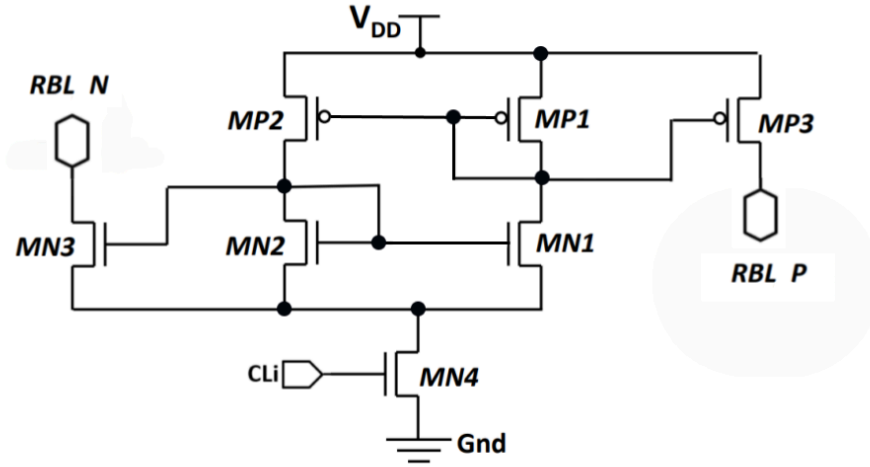 VDD
RBL N
MP2
MP1
MP3
MN3
MN2
MN1
RBL P
CLi
MN4
Gnd